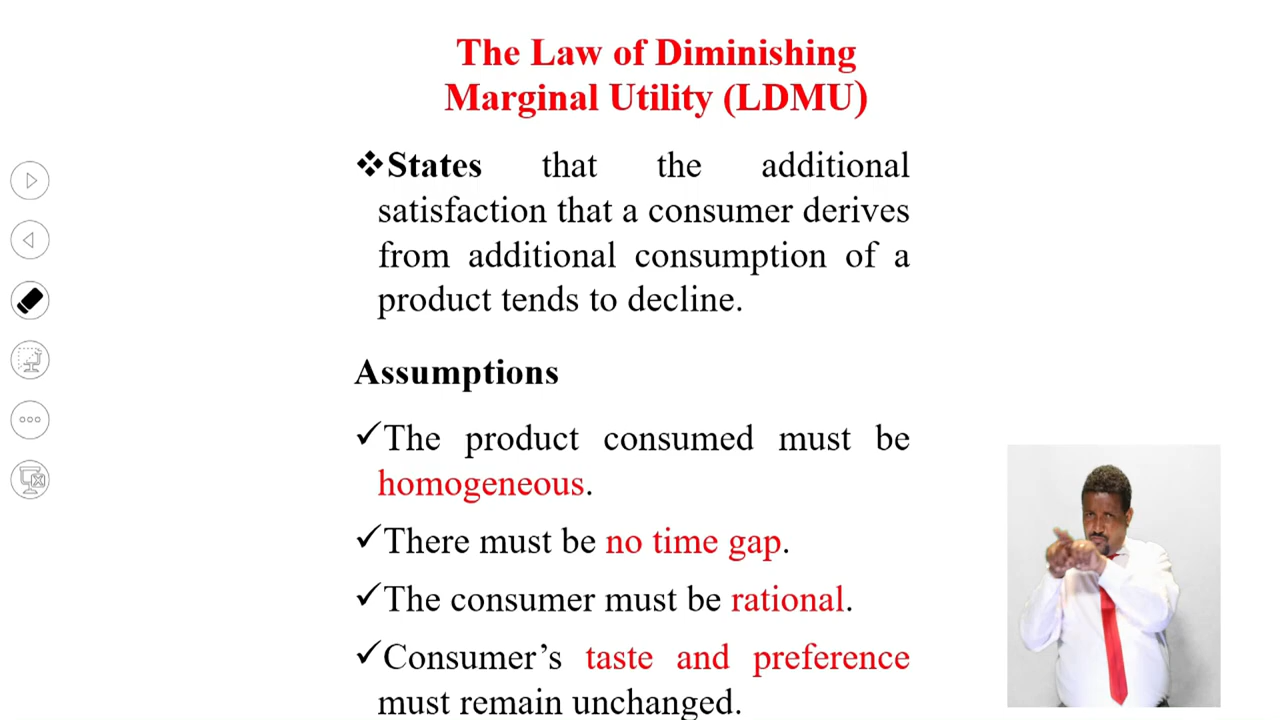 The Law of Diminishing
Marginal Utility (LDMU)
❖States that the additional
satisfaction that a consumer derives
from additional consumption of a
product tends to decline.
Assumptions
✓The product consumed must be
homogeneous.
✓There must be no time gap.
✓The consumer must be rational.
✓Consumer’s taste and preference
must remain unchanged.